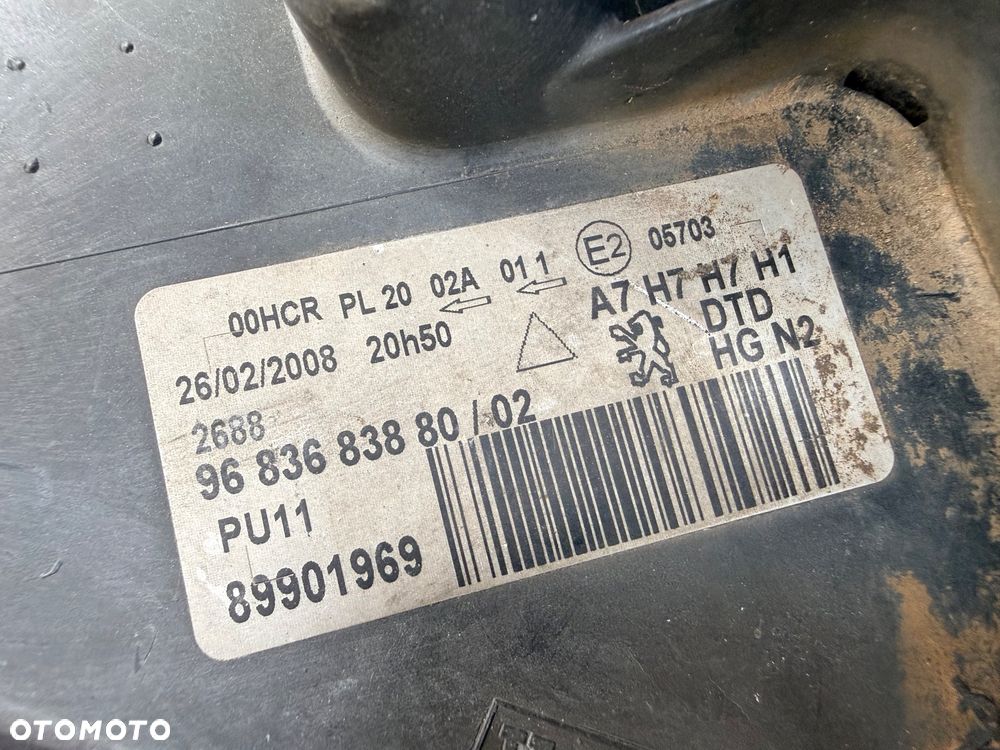 00HCR PL 20 02A 01 1 E2 05703
26/02/2008 20h50 A7 H7 H7 H1
DTD
HG N2
2688
96 836 838 80 / 02
PU11
89901969
OTOMOTO